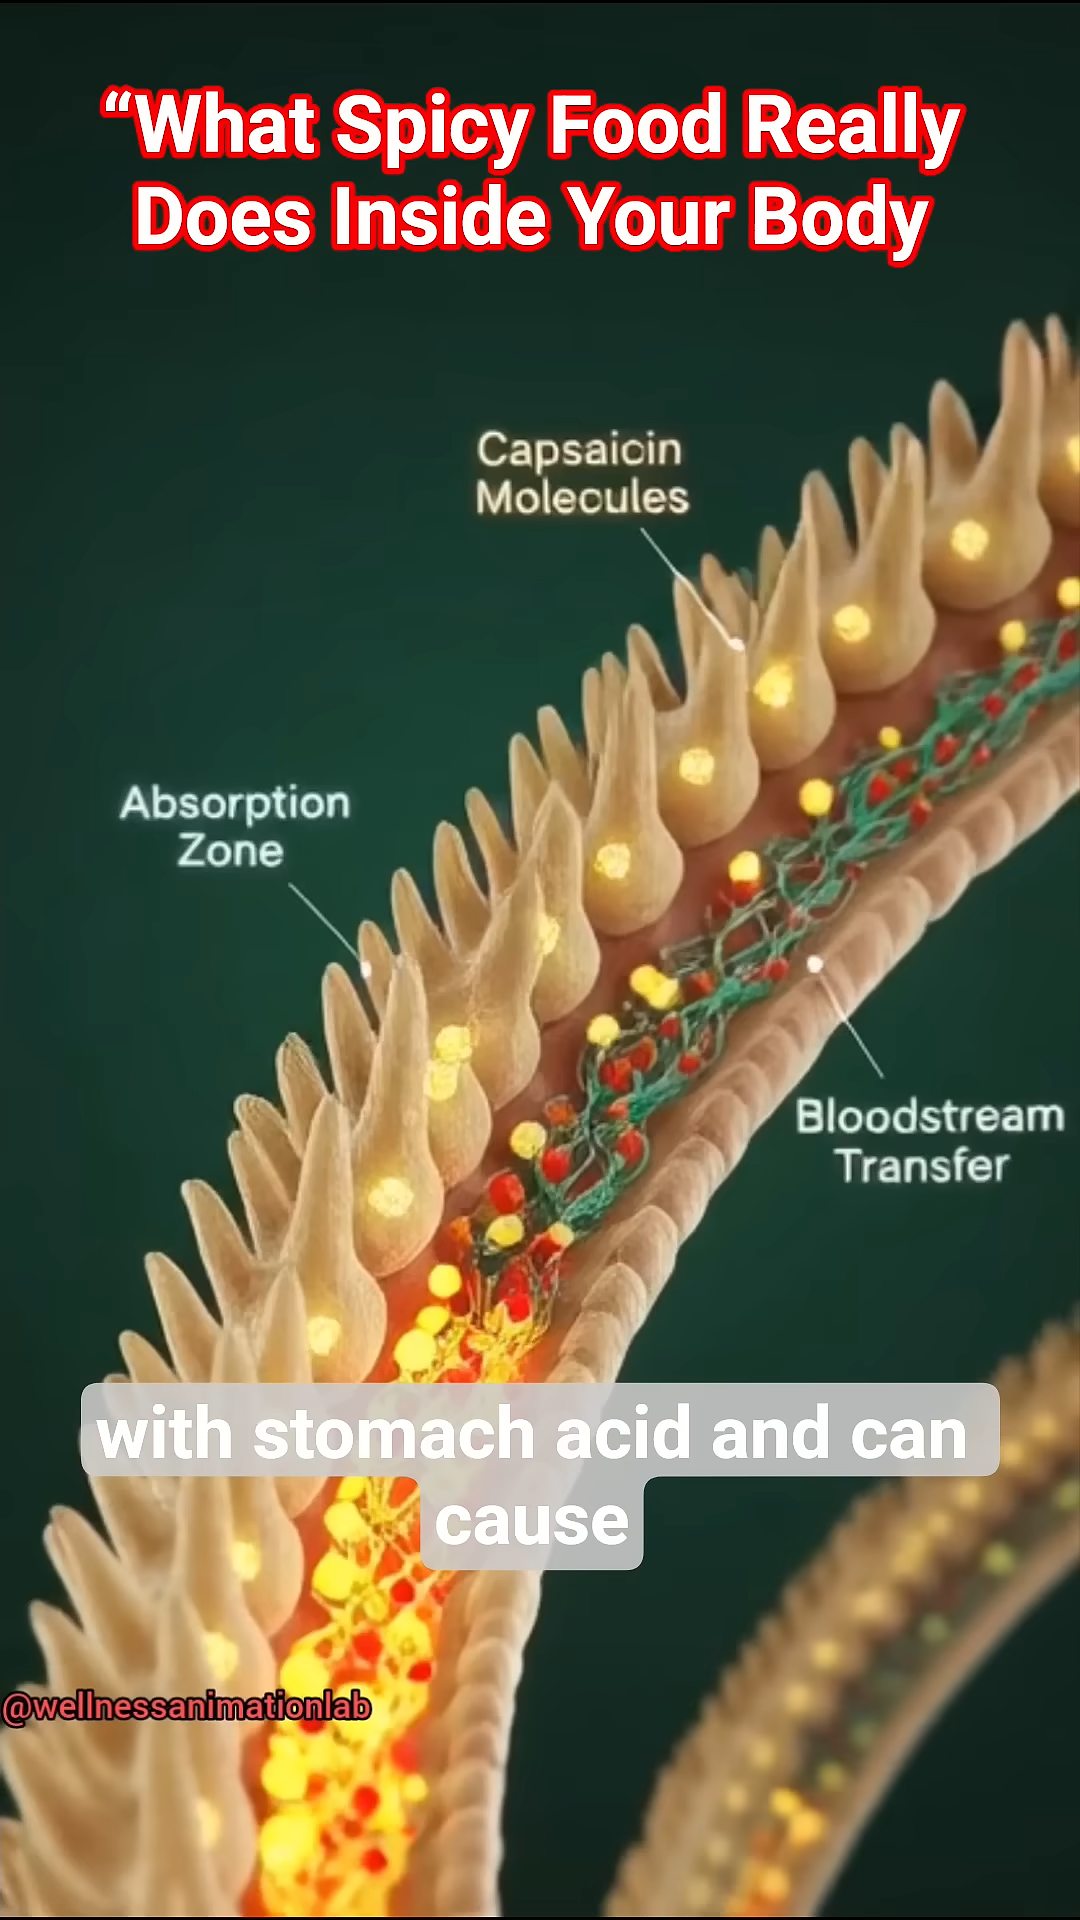 “What Spicy Food Really
Does Inside Your Body
Capsaicin
Molecules
Absorption
Zone
Bloodstream
Transfer
with stomach acid and can
cause
@wellnessanimationlab